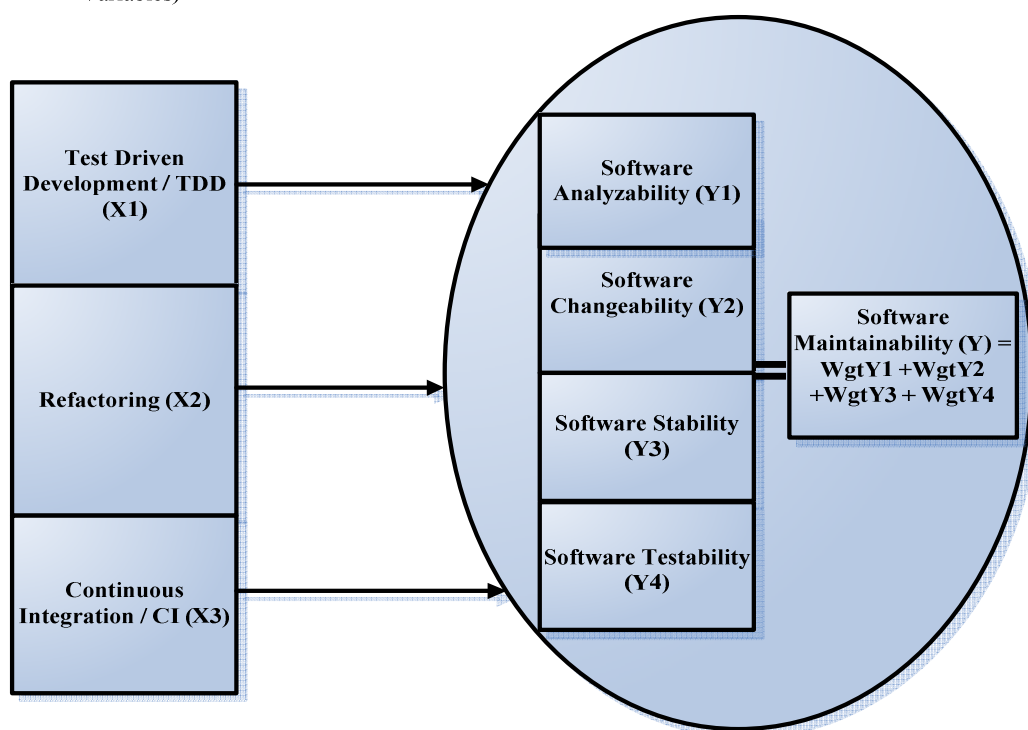 variables)
Test Driven
Development / TDD
(X1)
Refactoring (X2)
Continuous
Integration / CI (X3)
Software
Analyzability (Y1)
Software
Changeability (Y2)
Software Stability
(Y3)
Software Testability
(Y4)
Software
Maintainability (Y) =
WgtY1 +WgtY2
+WgtY3 + WgtY4